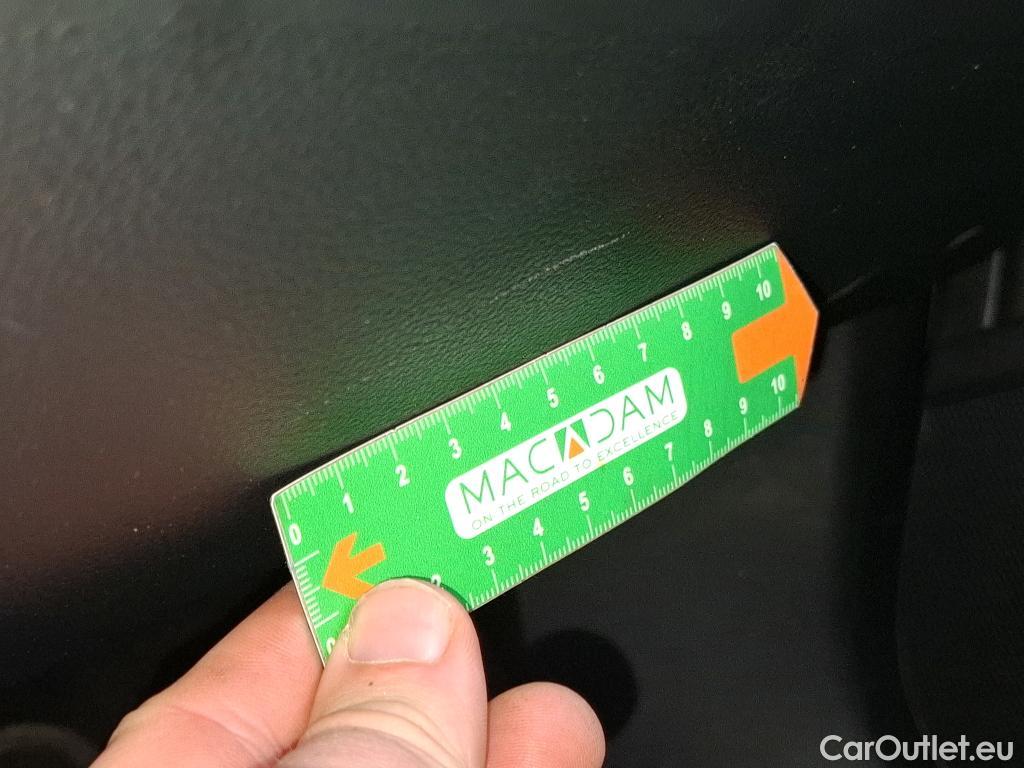 0 1 2 3 4 5 6 7 8 9 10
MACADAM
ON THE ROAD TO EXCELLENCE
2 3 4 5 6 7 8 9 10
CarOutlet.eu